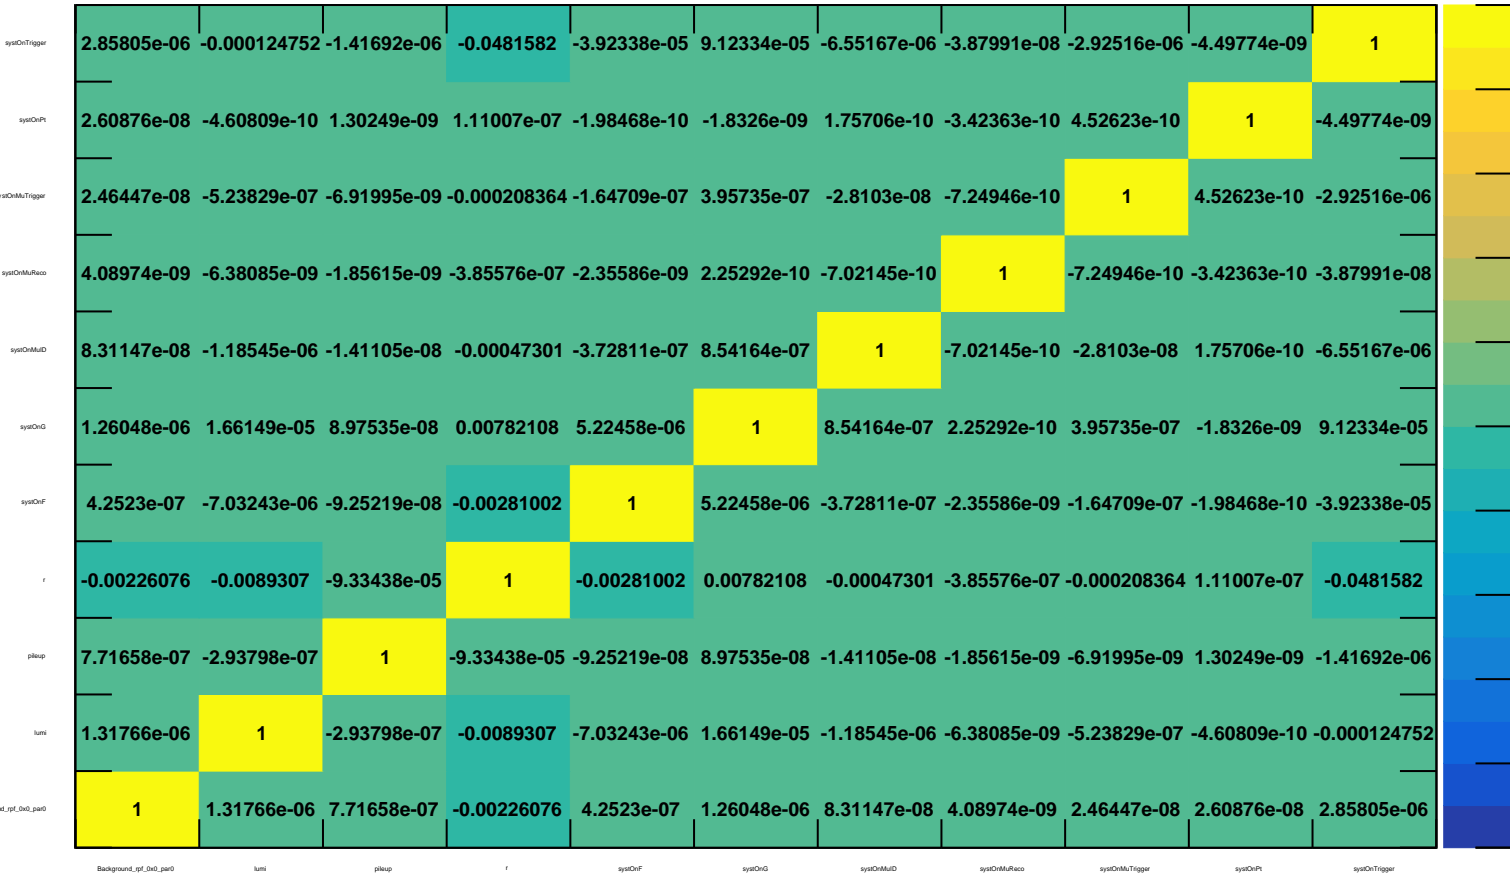 systOnTrigger 2.85805e-06 -0.000124752 -1.41692e-06 -0.0481582 -3.92338e-05 9.12334e-05 -6.55167e-06 -3.87991e-08 -2.92516e-06 -4.49774e-09 1
systOnPt 2.60876e-08 -4.60809e-10 1.30249e-09 1.11007e-07 -1.98468e-10 -1.8326e-09 1.75706e-10 -3.42363e-10 4.52623e-10 1 -4.49774e-09
stOnMuTrigger 2.46447e-08 -5.23829e-07 -6.91995e-09 -0.000208364 -1.64709e-07 3.95735e-07 -2.8103e-08 -7.24946e-10 1 4.52623e-10 -2.92516e-06
systOnMuReco 4.08974e-09 -6.38085e-09 -1.85615e-09 -3.85576e-07 -2.35586e-09 2.25292e-10 -7.02145e-10 1 -7.24946e-10 -3.42363e-10 -3.87991e-08
systOnMuID 8.31147e-08 -1.18545e-06 -1.41105e-08 -0.00047301 -3.72811e-07 8.54164e-07 1 -7.02145e-10 -2.8103e-08 1.75706e-10 -6.55167e-06
systOnG 1.26048e-06 1.66149e-05 8.97535e-08 0.00782108 5.22458e-06 1 8.54164e-07 2.25292e-10 3.95735e-07 -1.8326e-09 9.12334e-05
systOnF 4.2523e-07 -7.03243e-06 -9.25219e-08 -0.00281002 1 5.22458e-06 -3.72811e-07 -2.35586e-09 -1.64709e-07 -1.98468e-10 -3.92338e-05
r -0.00226076 -0.0089307 -9.33438e-05 1 -0.00281002 0.00782108 -0.00047301 -3.85576e-07 -0.000208364 1.11007e-07 -0.0481582
pileup 7.71658e-07 -2.93798e-07 1 -9.33438e-05 -9.25219e-08 8.97535e-08 -1.41105e-08 -1.85615e-09 -6.91995e-09 1.30249e-09 -1.41692e-06
lumi 1.31766e-06 1 -2.93798e-07 -0.0089307 -7.03243e-06 1.66149e-05 -1.18545e-06 -6.38085e-09 -5.23829e-07 -4.60809e-10 -0.000124752
d_rpf_0x0_par0 1 1.31766e-06 7.71658e-07 -0.00226076 4.2523e-07 1.26048e-06 8.31147e-08 4.08974e-09 2.46447e-08 2.60876e-08 2.85805e-06
Background_rpf_0x0_par0 lumi pileup r systOnF systOnG systOnMuID systOnMuReco systOnMuTrigger systOnPt systOnTrigger